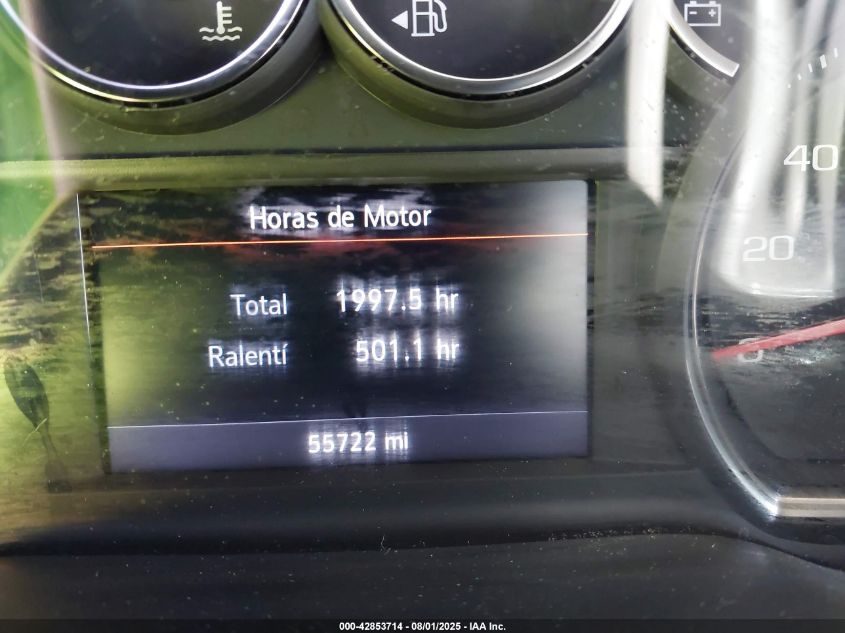 40
20
0
Horas de Motor
Total 1997.5 hr
Ralentí 501.1 hr
55722 mi
000-42853714 - 08/01/2025 - IAA Inc.